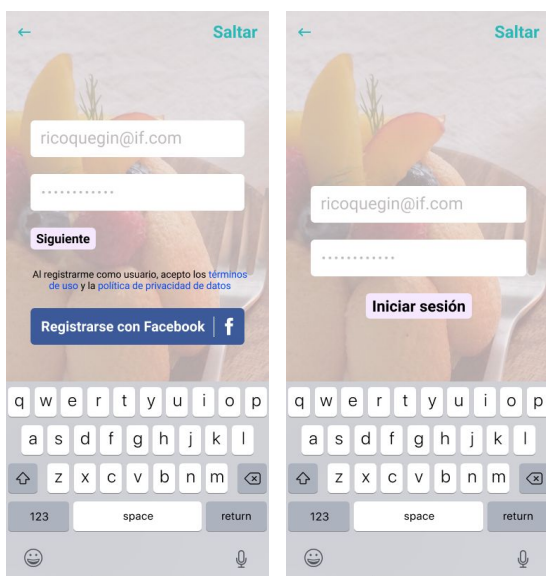 ← Saltar
ricoquegin@if.com
............
Siguiente
Al registrarme como usuario, acepto los términos
de uso y la política de privacidad de datos
Registrarse con Facebook | f
q w e r t y u i o p
a s d f g h j k l
z x c v b n m
123 space return
← Saltar
ricoquegin@if.com
............
Iniciar sesión
q w e r t y u i o p
a s d f g h j k l
z x c v b n m
123 space return